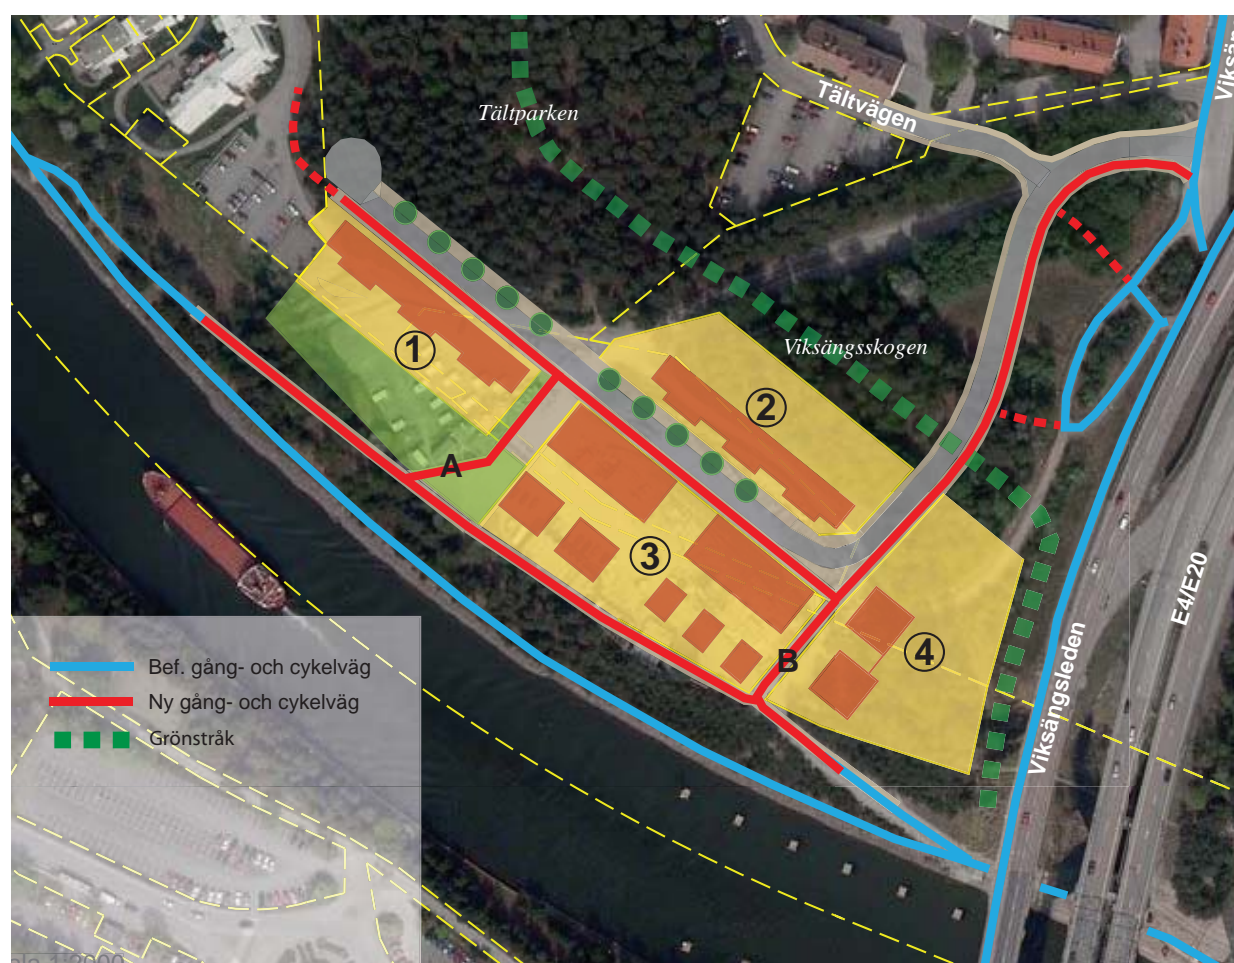 Viksän
Tältvägen
Tältparken
Viksängsskogen
1
2
A
3
4
B
E4/E20
Viksängsleden
Bef. gång- och cykelväg
Ny gång- och cykelväg
Grönstråk